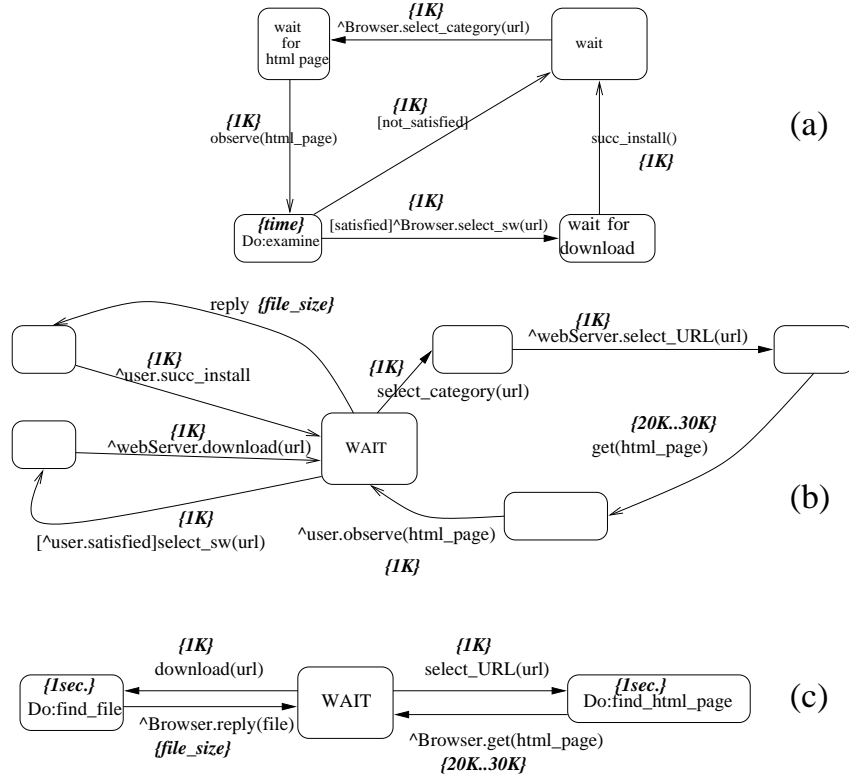 {1K}
^Browser.select_category(url)
wait
for
html page
wait
{1K}
observe(html_page)
{1K}
[not_satisfied]
succ_install()
{1K}
(a)
{time}
Do:examine
{1K}
[satisfied]^Browser.select_sw(url)
wait for
download
reply {file_size}
{1K}
^webServer.select_URL(url)
{1K}
^user.succ_install
{1K}
select_category(url)
{1K}
^webServer.download(url)
WAIT
{20K..30K}
get(html_page)
(b)
{1K}
[^user.satisfied]select_sw(url)
^user.observe(html_page)
{1K}
{1K}
download(url)
{1K}
select_URL(url)
{1sec.}
Do:find_file
WAIT
{1sec.}
Do:find_html_page
(c)
^Browser.reply(file)
{file_size}
^Browser.get(html_page)
{20K..30K}